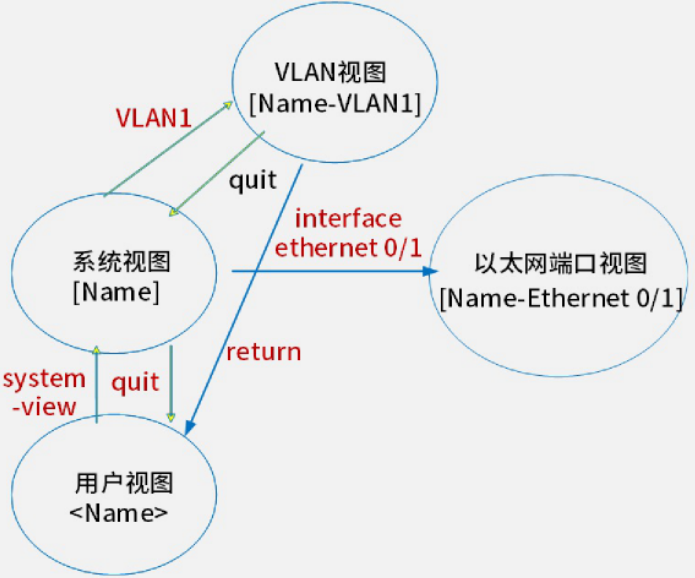 VLAN视图
[Name-VLAN1]
VLAN1
quit
interface
ethernet 0/1
系统视图
[Name]
以太网端口视图
[Name-Ethernet 0/1]
return
system
-view
quit
用户视图
<Name>